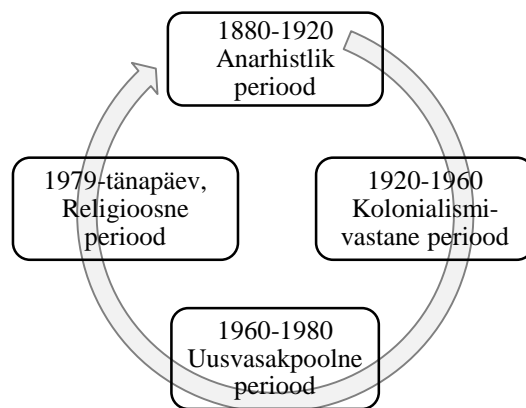 1880-1920
Anarhistlik
periood
1920-1960
Kolonialismi-
vastane periood
1960-1980
Uusvasakpoolne
periood
1979-tänapäev,
Religioosne
periood